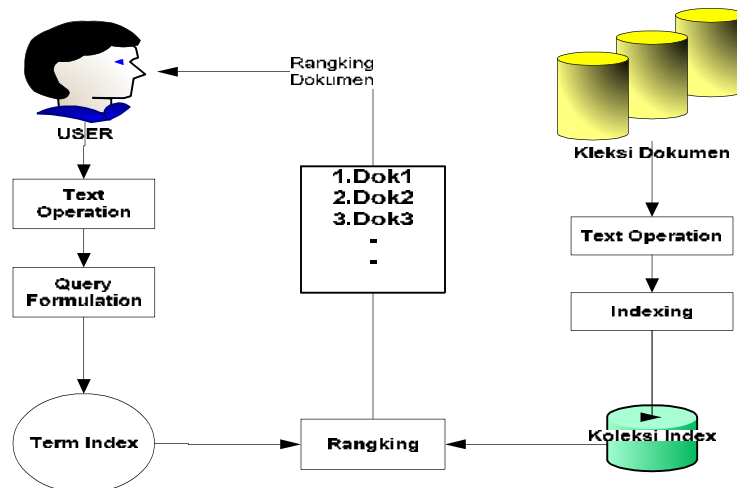 Rangking
Dokumen
USER
Kleksi Dokumen
Text
Operation
1.Dok1
2.Dok2
3.Dok3
-
-
Text Operation
Query
Formulation
Indexing
Term Index
Rangking
Koleksi Index